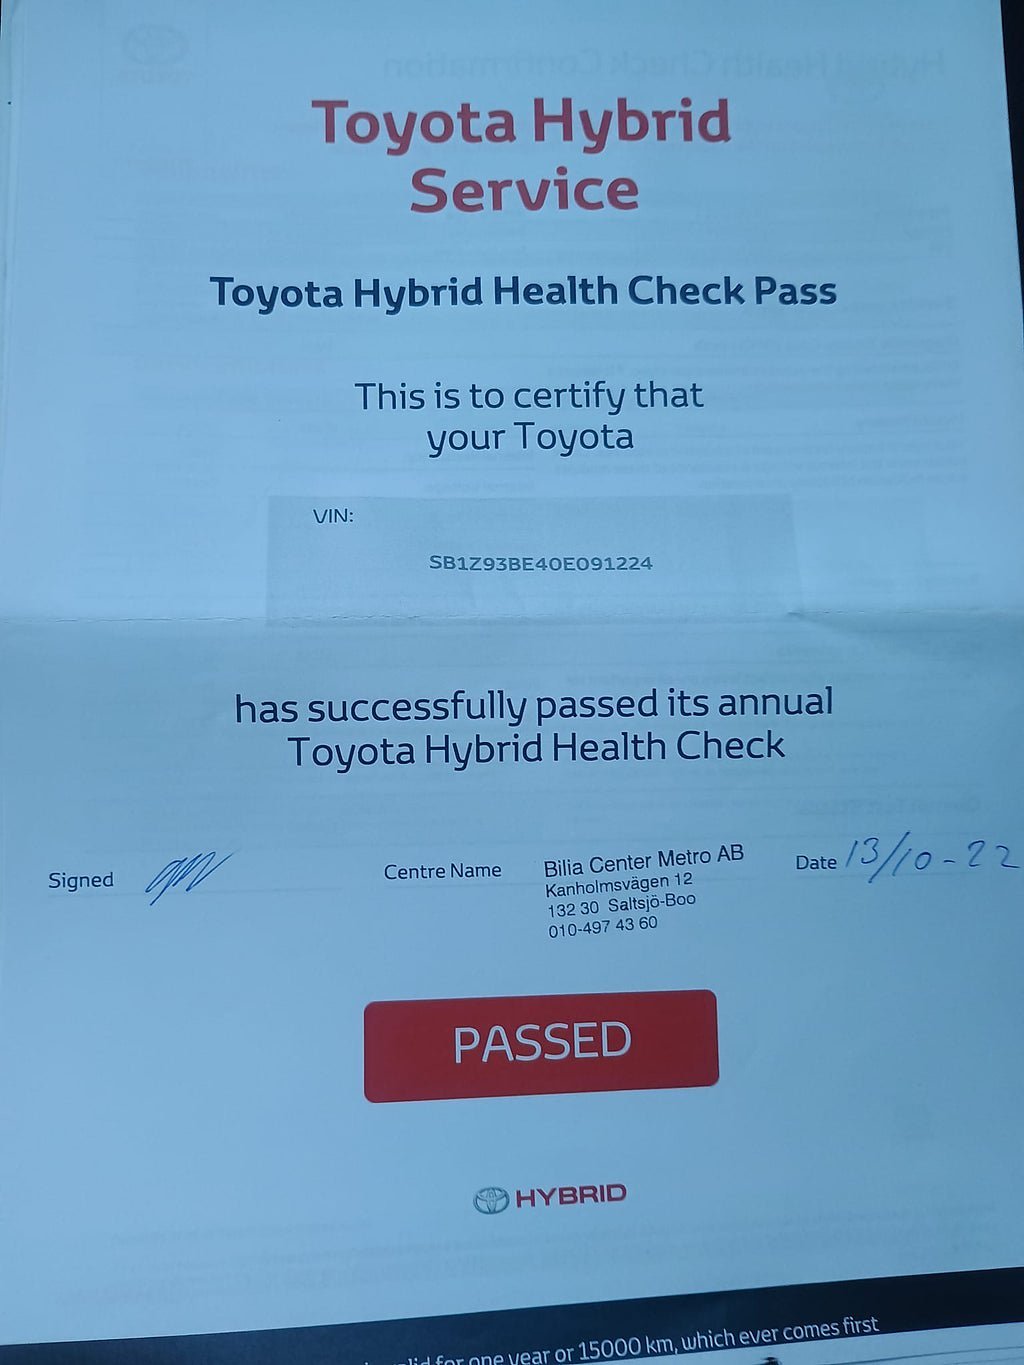 Toyota Hybrid
Service
Toyota Hybrid Health Check Pass
This is to certify that
your Toyota
VIN:
SB1Z93BE40E091224
has successfully passed its annual
Toyota Hybrid Health Check
Signed
Centre Name
Bilia Center Metro AB
Kanholmsvägen 12
132 30 Saltsjö-Boo
010-497 43 60
Date 13/10-22
PASSED
HYBRID
for one year or 15000 km, which ever comes first